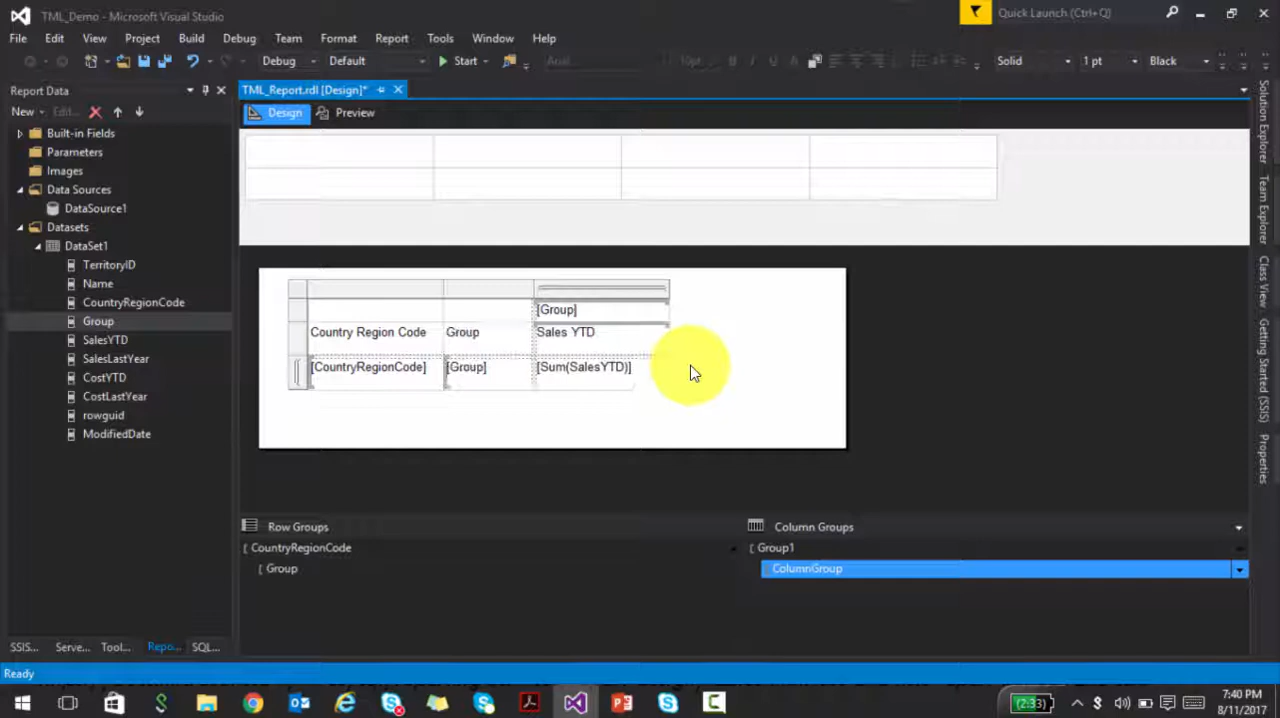 TML_Demo - Microsoft Visual Studio
Quick Launch (Ctrl+Q)
File Edit View Project Build Debug Team Format Report Tools Window Help
Debug Default Start Arial 10pt B I U A Solid 1 pt Black
Report Data
TML_Report.rdl [Design]*
New Edit...
Design Preview
Built-in Fields
Parameters
Images
Data Sources
DataSource1
Datasets
DataSet1
TerritoryID
Name
CountryRegionCode
Group
SalesYTD
SalesLastYear
CostYTD
CostLastYear
rowguid
ModifiedDate
[Group]
Country Region Code Group Sales YTD
[CountryRegionCode] [Group] [Sum(SalesYTD)]
Row Groups
[ CountryRegionCode
[ Group
Column Groups
[ Group1
ColumnGroup
Solution Explorer
Team Explorer
Class View
Getting Started (SSIS)
Properties
SSIS... Serve... Tool... Repo... SQL...
Ready
(2:33)
7:40 PM
8/11/2017